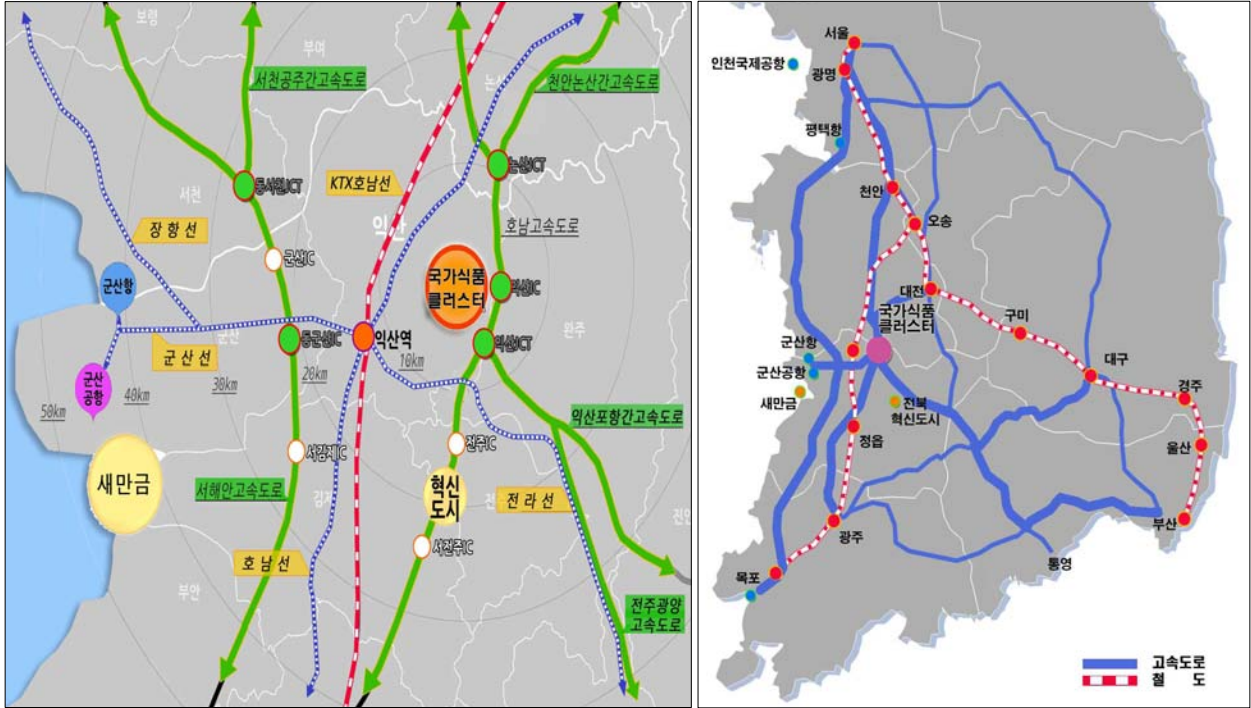 보령
부여
논산
서천공주간고속도로
천안논산간고속도로
논산JCT
동서천JCT
서천
KTX호남선
익산
호남고속도로
장항선
군산IC
국가식품
클러스터
익산IC
군산항
완주
군산
동군산IC
익산역
익산JCT
군산선
10km
20km
30km
40km
50km
군산
공항
익산포항간고속도로
전주IC
서김제IC
새만금
혁신
도시
서해안고속도로
김제
전라선
전주
진안
서전주IC
호남선
부안
전주광양
고속도로
서울
인천국제공항
광명
평택항
천안
오송
대전
국가식품
클러스터
구미
군산항
군산공항
대구
새만금
전북
혁신도시
경주
정읍
울산
광주
부산
통영
목포
고속도로
철 도